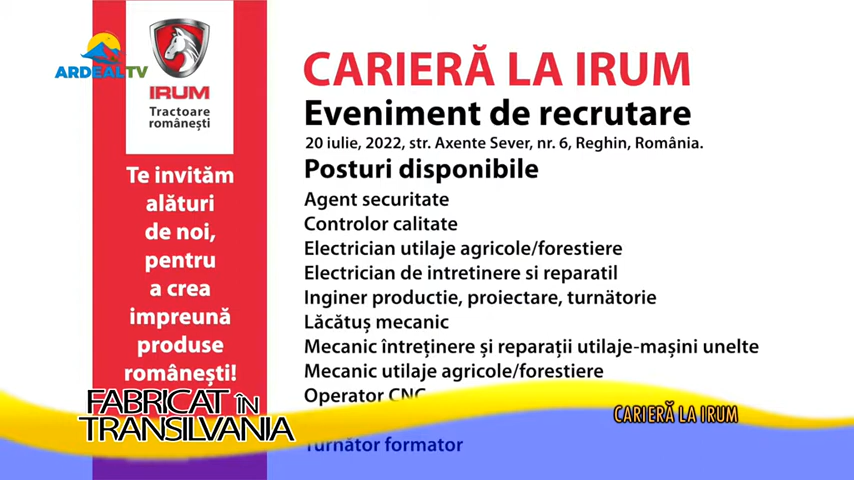 ARDEAL TV
IRUM
Tractoare
românești
Te invităm
alături
de noi,
pentru
a crea
impreună
produse
românești!
CARIERĂ LA IRUM
Eveniment de recrutare
20 iulie, 2022, str. Axente Sever, nr. 6, Reghin, România.
Posturi disponibile
Agent securitate
Controlor calitate
Electrician utilaje agricole/forestiere
Electrician de intretinere si reparatil
Inginer productie, proiectare, turnătorie
Lăcătuș mecanic
Mecanic întreținere și reparații utilaje-mașini unelte
Mecanic utilaje agricole/forestiere
Operator CNC
Turnător formator
FABRICAT ÎN
TRANSILVANIA
CARIERĂ LA IRUM